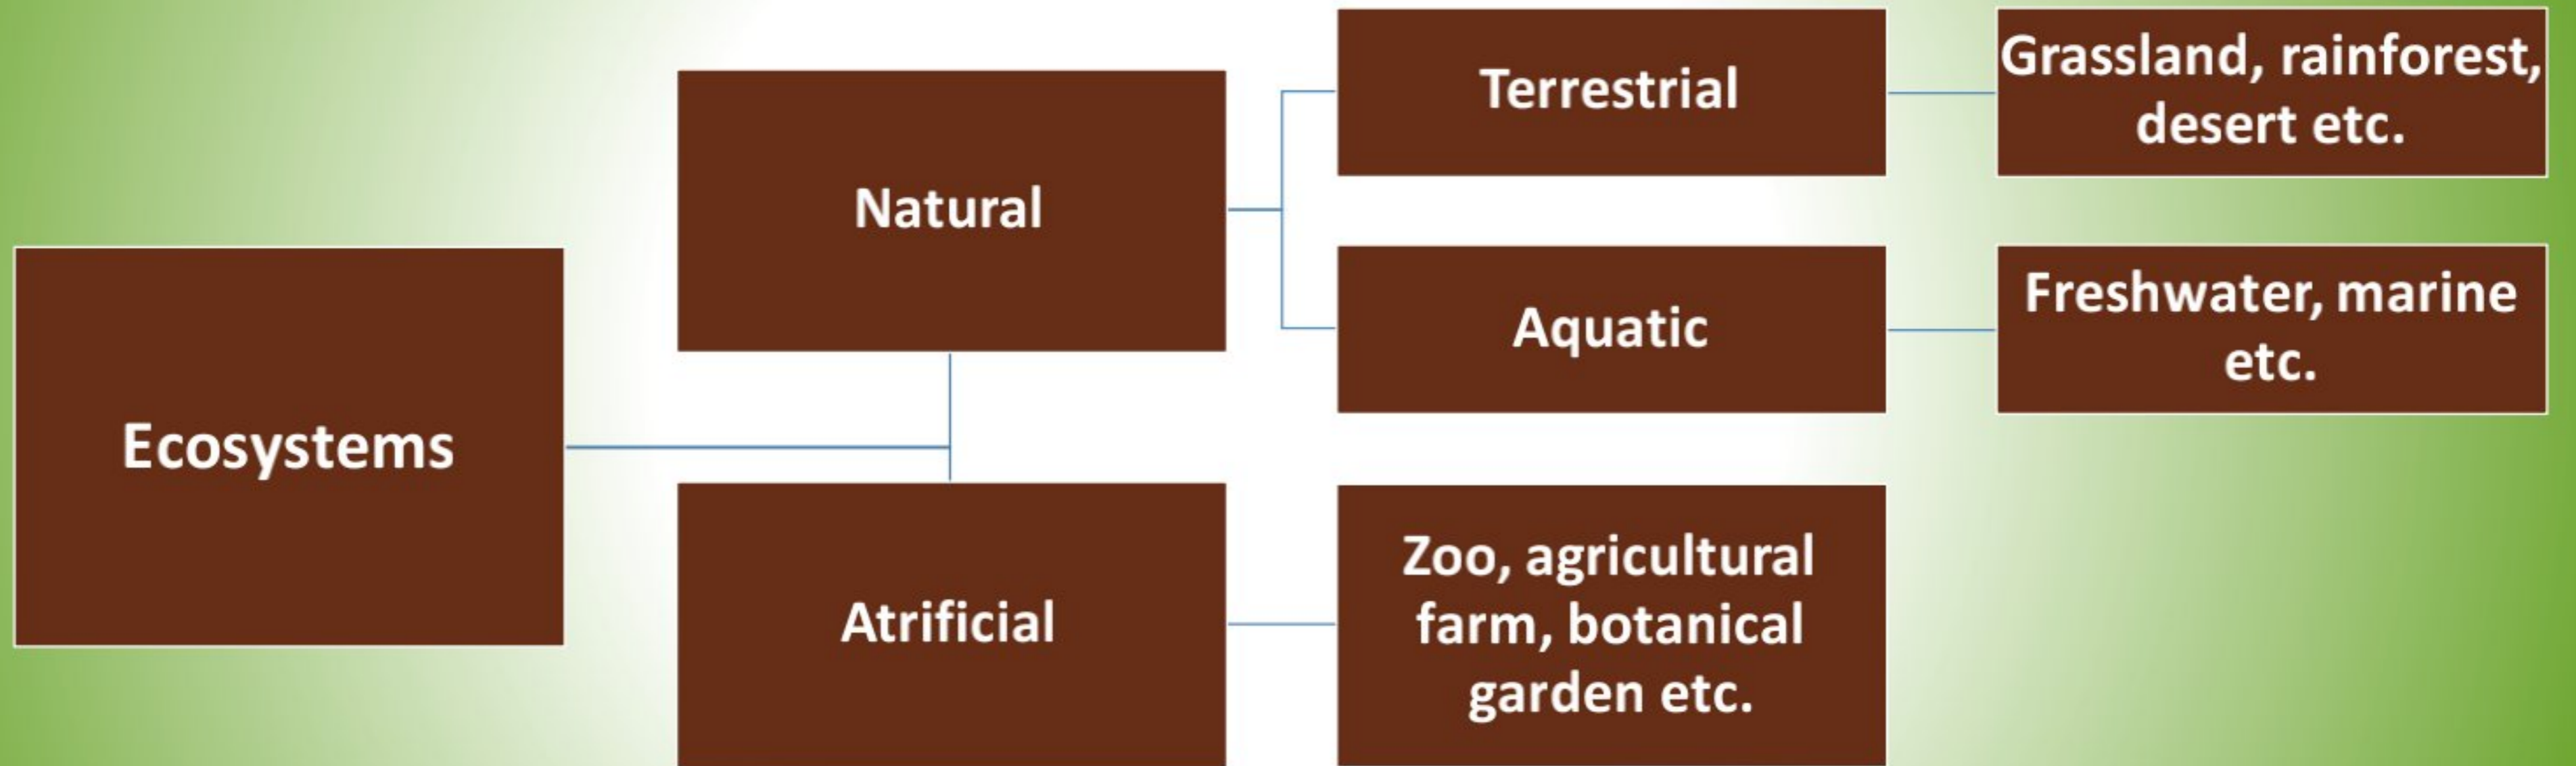 Ecosystems
Natural
Terrestrial
Grassland, rainforest,
desert etc.
Aquatic
Freshwater, marine
etc.
Atrificial
Zoo, agricultural
farm, botanical
garden etc.